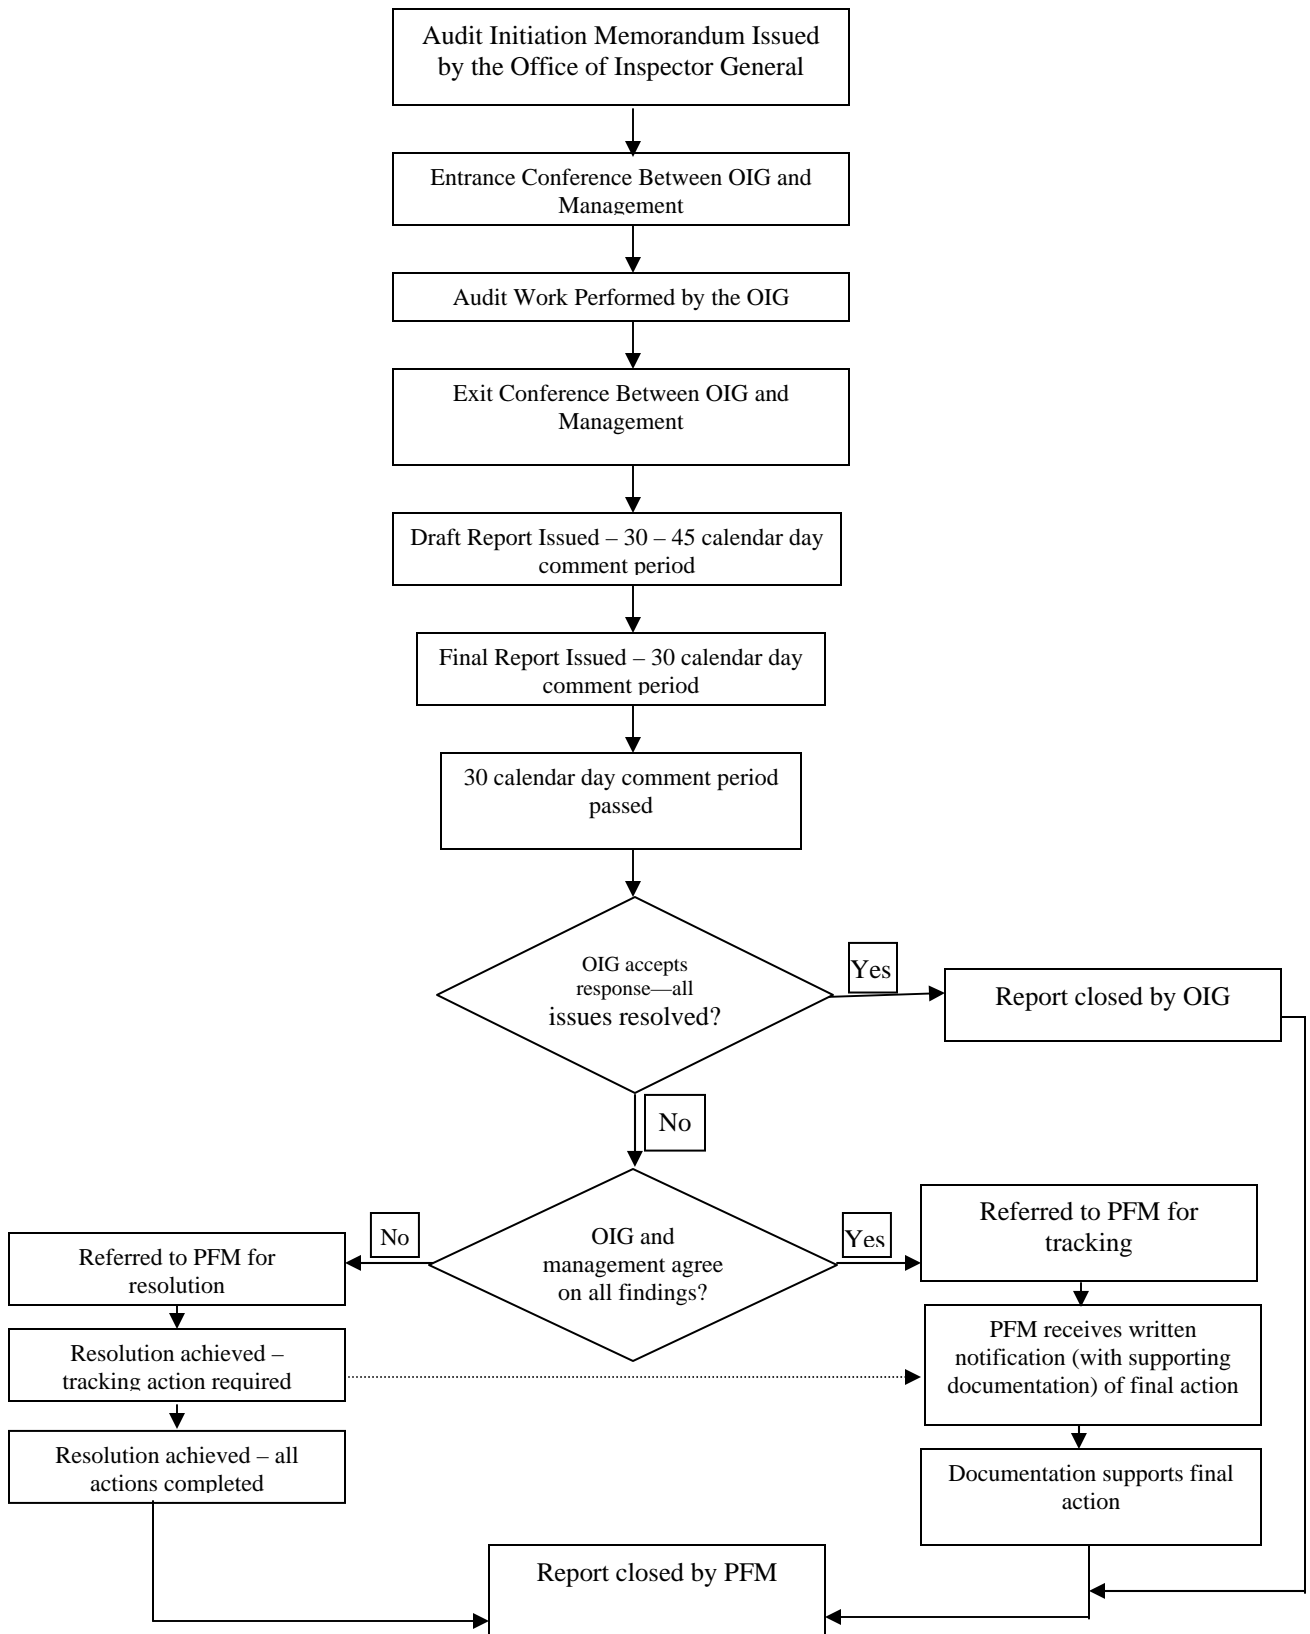 Audit Initiation Memorandum Issued
by the Office of Inspector General
Entrance Conference Between OIG and
Management
Audit Work Performed by the OIG
Exit Conference Between OIG and
Management
Draft Report Issued – 30 – 45 calendar day
comment period
Final Report Issued – 30 calendar day
comment period
30 calendar day comment period
passed
OIG accepts
response—all
issues resolved?
Yes
Report closed by OIG
No
OIG and
management agree
on all findings?
No
Yes
Referred to PFM for
tracking
Referred to PFM for
resolution
PFM receives written
notification (with supporting
documentation) of final action
Resolution achieved –
tracking action required
Resolution achieved – all
actions completed
Documentation supports final
action
Report closed by PFM